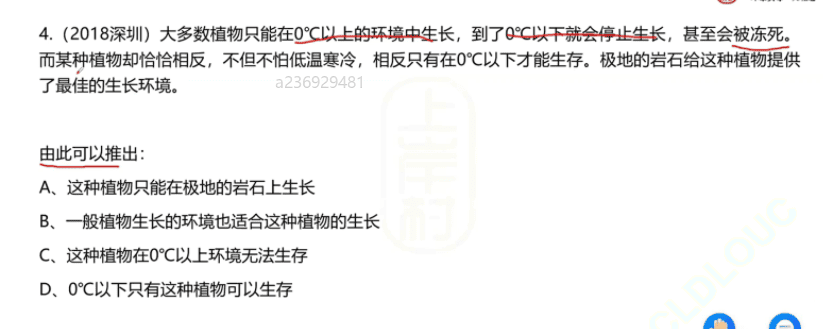 4.（2018深圳）大多数植物只能在0℃以上的环境中生长，到了0℃以下就会停止生长，甚至会被冻死。
而某种植物却恰恰相反，不但不怕低温寒冷，相反只有在0℃以下才能生存。极地的岩石给这种植物提供
了最佳的生长环境。
a236929481
由此可以推出：
A、这种植物只能在极地的岩石上生长
B、一般植物生长的环境也适合这种植物的生长
C、这种植物在0℃以上环境无法生存
D、0℃以下只有这种植物可以生存
上岸村
CLDLOUC